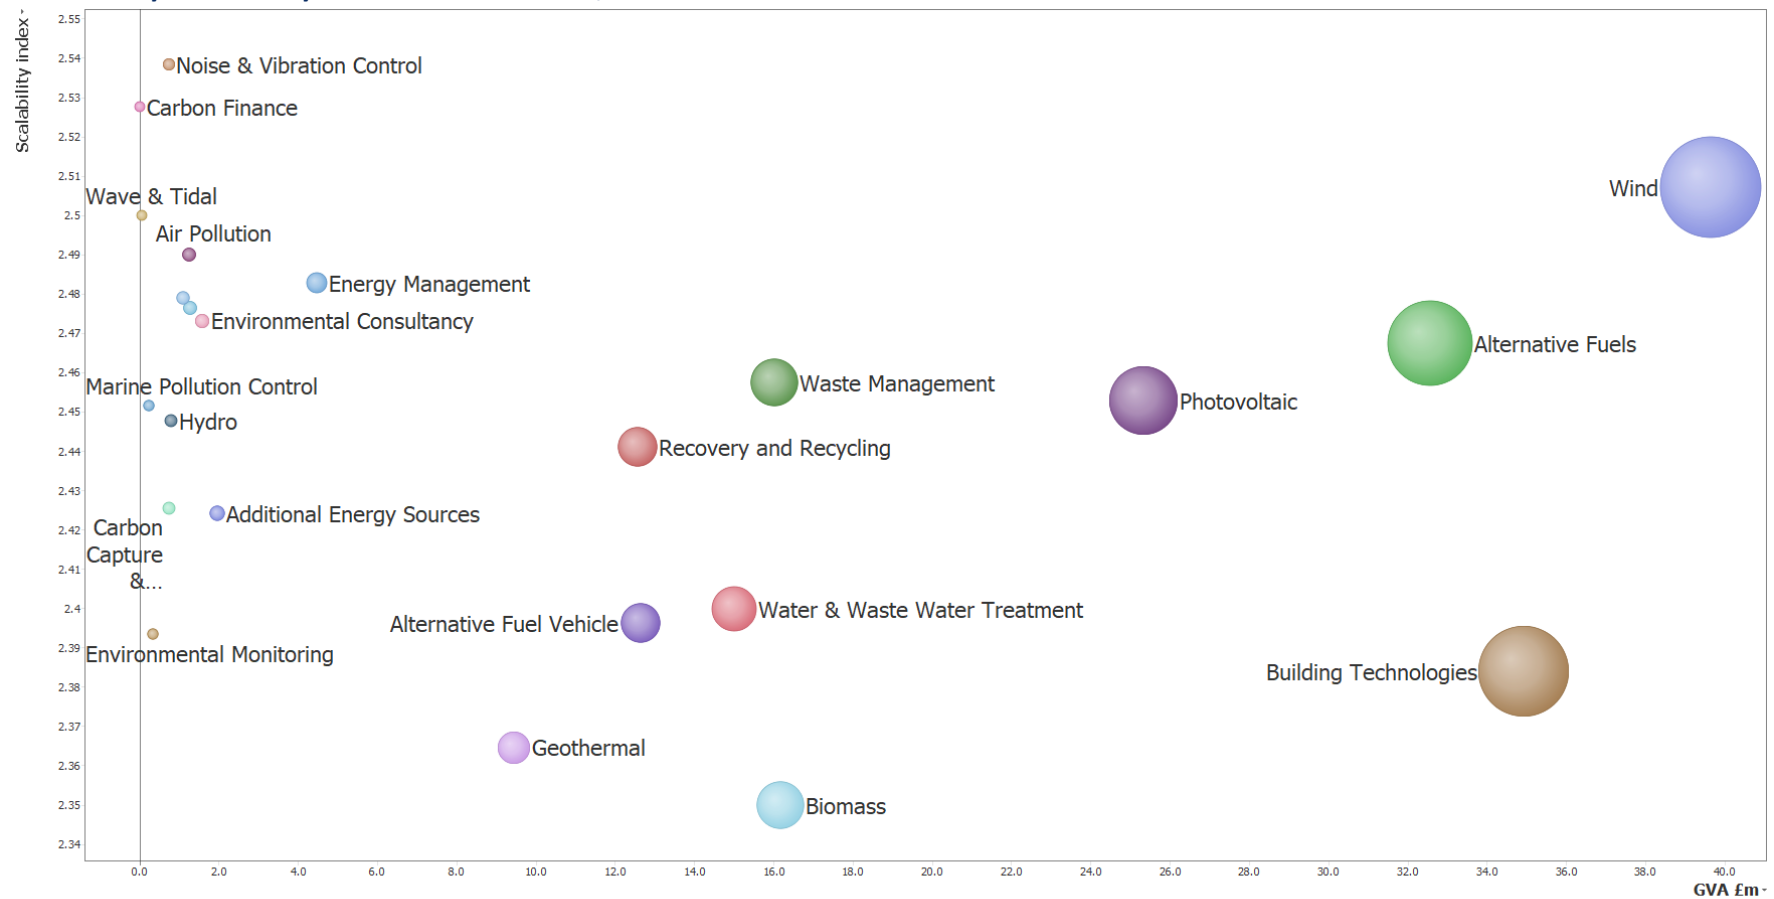 Scalability index
2.55
2.54
2.53
2.52
2.51
2.5
2.49
2.48
2.47
2.46
2.45
2.44
2.43
2.42
2.41
2.4
2.39
2.38
2.37
2.36
2.35
2.34
Noise & Vibration Control
Carbon Finance
Wave & Tidal
Wind
Air Pollution
Energy Management
Environmental Consultancy
Alternative Fuels
Marine Pollution Control
Waste Management
Photovoltaic
Hydro
Recovery and Recycling
Additional Energy Sources
Carbon
Capture
&...
Alternative Fuel Vehicle
Water & Waste Water Treatment
Environmental Monitoring
Building Technologies
Geothermal
Biomass
0.0 2.0 4.0 6.0 8.0 10.0 12.0 14.0 16.0 18.0 20.0 22.0 24.0 26.0 28.0 30.0 32.0 34.0 36.0 38.0 40.0
GVA £m